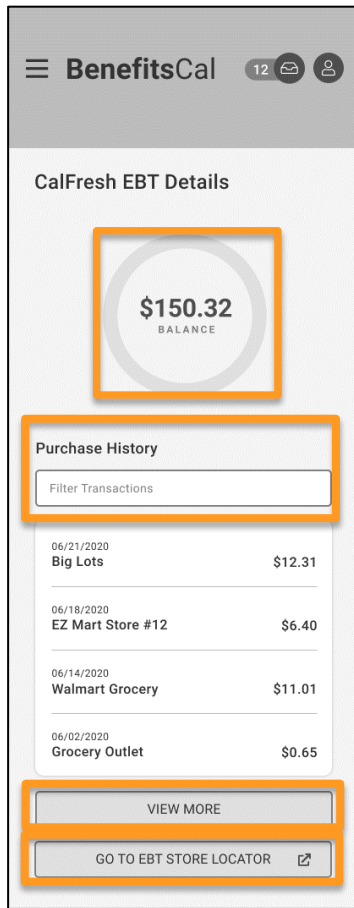 BenefitsCal 12
CalFresh EBT Details
$150.32
BALANCE
Purchase History
Filter Transactions
06/21/2020
Big Lots $12.31
06/18/2020
EZ Mart Store #12 $6.40
06/14/2020
Walmart Grocery $11.01
06/02/2020
Grocery Outlet $0.65
VIEW MORE
GO TO EBT STORE LOCATOR